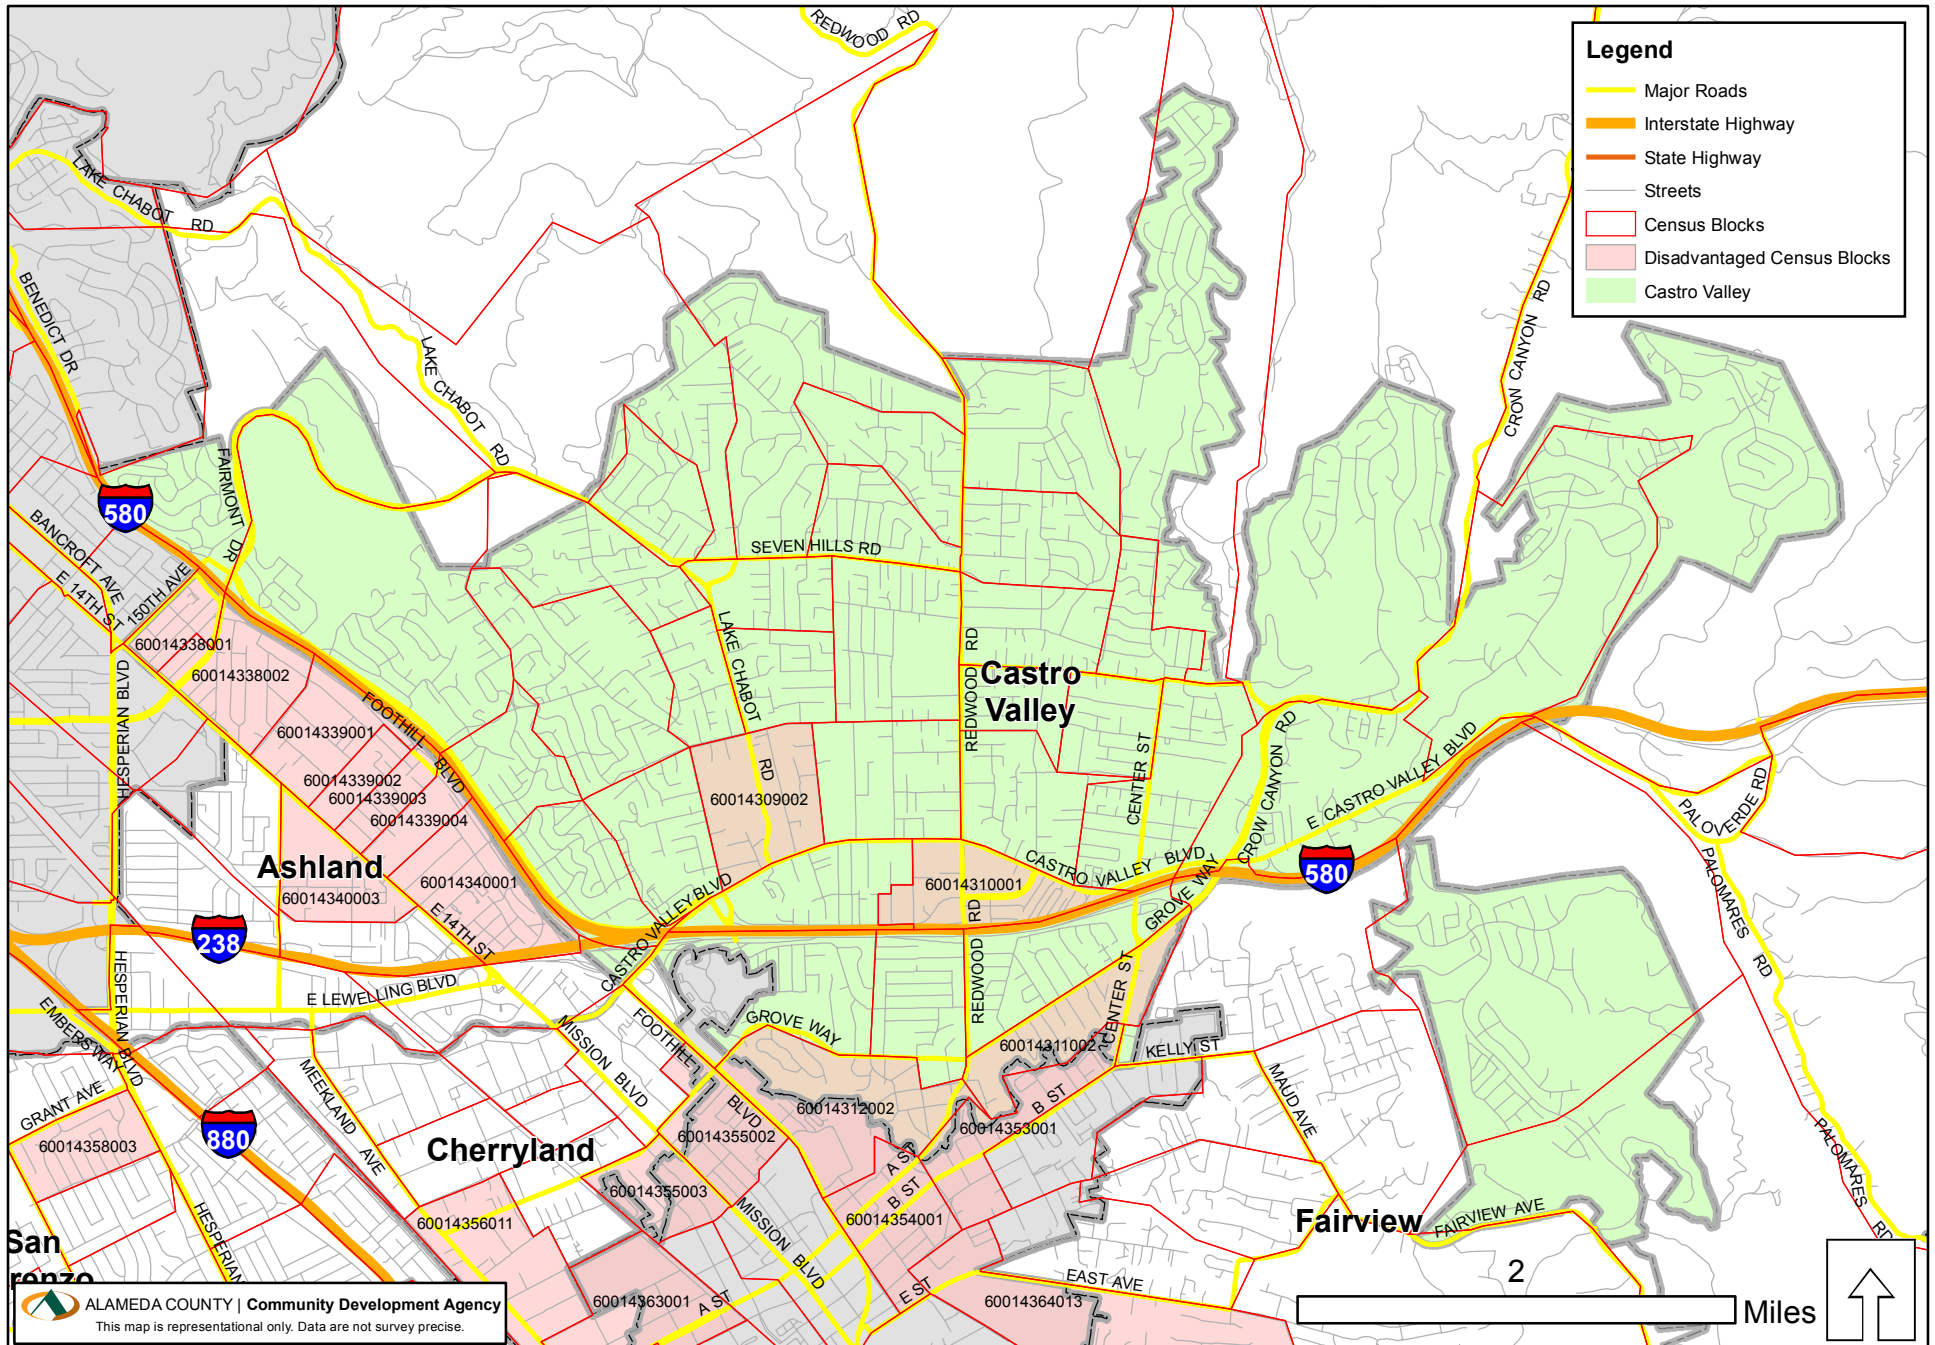 REDWOOD RD
Legend
Major Roads
Interstate Highway
State Highway
Streets
Census Blocks
Disadvantaged Census Blocks
Castro Valley
LAKE CHABOT RD
BENEDICT DR
LAKE CHABOT RD
CROW CANYON RD
FAIRMONT DR
580
BANCROFT AVE
E 14TH ST
150TH AVE
SEVEN HILLS RD
60014338001
60014338002
HESPERIAN BLVD
FOOTHILL BLVD
LAKE CHABOT RD
REDWOOD RD
Castro
Valley
CENTER ST
CROW CANYON RD
E CASTRO VALLEY BLVD
60014339001
60014339002
60014339003
60014339004
60014309002
PALOVERDE RD
Ashland
60014340001
60014340003
CASTRO VALLEY BLVD
60014310001
CASTRO VALLEY BLVD
GROVE WAY
580
PALOMARES RD
238
E 14TH ST
REDWOOD RD
CENTER ST
E LEWELLING BLVD
HESPERIAN BLVD
EMBERS WAY
FOOTHILL BLVD
GROVE WAY
60014311002
KELLY ST
MISSION BLVD
MEEKLAND AVE
GRANT AVE
880
60014358003
60014312002
60014353001
B ST
MAUD AVE
PALOMARES RD
Cherryland
60014355002
60014355003
A ST
B ST
60014354001
60014356011
HESPERIAN
MISSION BLVD
Fairview
FAIRVIEW AVE
San
renzo
60014363001
A ST
E ST
EAST AVE
60014364013
2
Miles
ALAMEDA COUNTY | Community Development Agency
This map is representational only. Data are not survey precise.